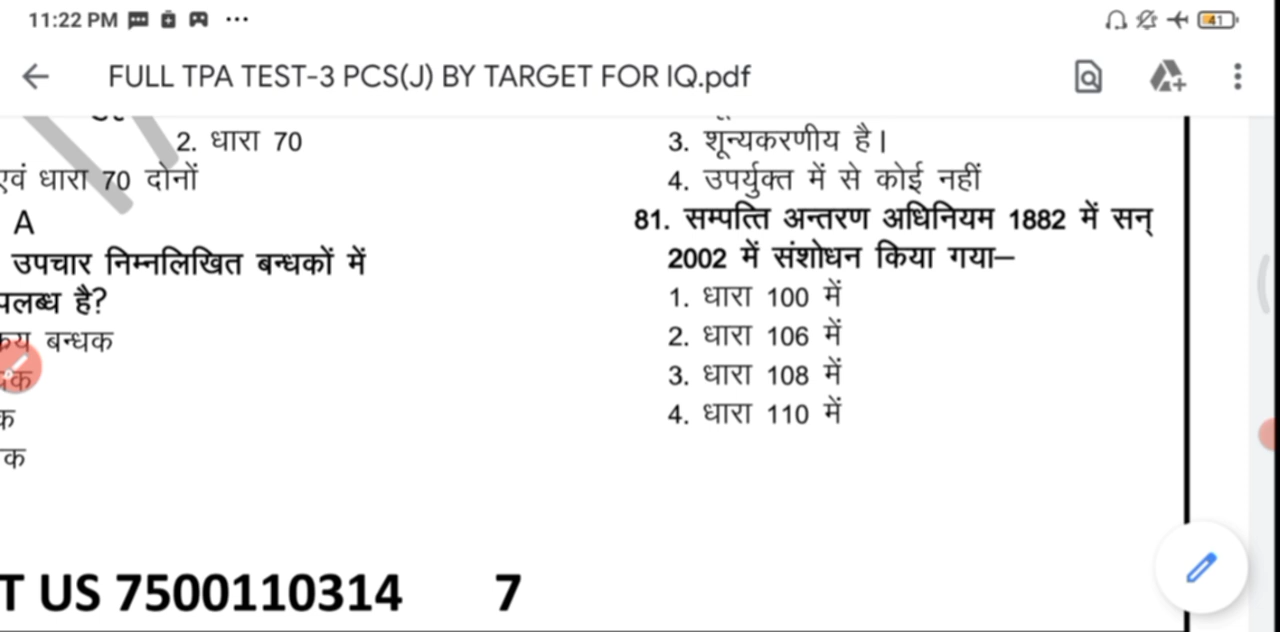 11:22 PM
41
FULL TPA TEST-3 PCS(J) BY TARGET FOR IQ.pdf
2. धारा 70
एवं धारा 70 दोनों
A
उपचार निम्नलिखित बन्धकों में
है?
बन्धक
3. शून्यकरणीय है।
4. उपर्युक्त में से कोई नहीं
81. सम्पत्ति अन्तरण अधिनियम 1882 में सन्
2002 में संशोधन किया गया–
1. धारा 100 में
2. धारा 106 में
3. धारा 108 में
4. धारा 110 में
T US 7500110314 7